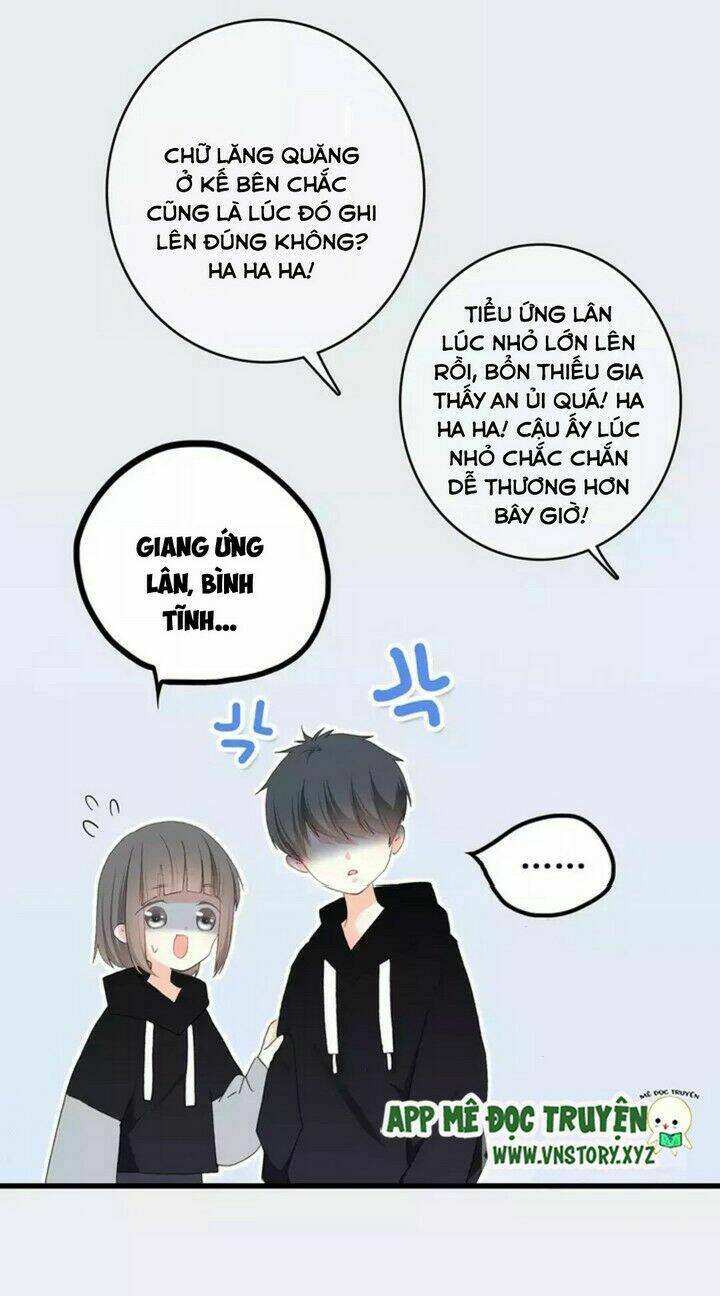 CHỮ LĂNG QUĂNG
Ở KẾ BÊN CHẮC
CŨNG LÀ LÚC ĐÓ GHI
LÊN ĐÚNG KHÔNG?
HA HA HA!
TIỂU ỨNG LÂN
LÚC NHỎ LỚN LÊN
RỒI, BỔN THIẾU GIA
THẤY AN ỦI QUÁ! HA
HA HA! CẬU ẤY LÚC
NHỎ CHẮC CHẮN
DỄ THƯƠNG HƠN
BÂY GIỜ!
GIANG ỨNG
LÂN, BÌNH
TĨNH...
......
MÊ ĐỌC TRUYỆN
APP MÊ ĐỌC TRUYỆN
WWW.VNSTORY.XYZ